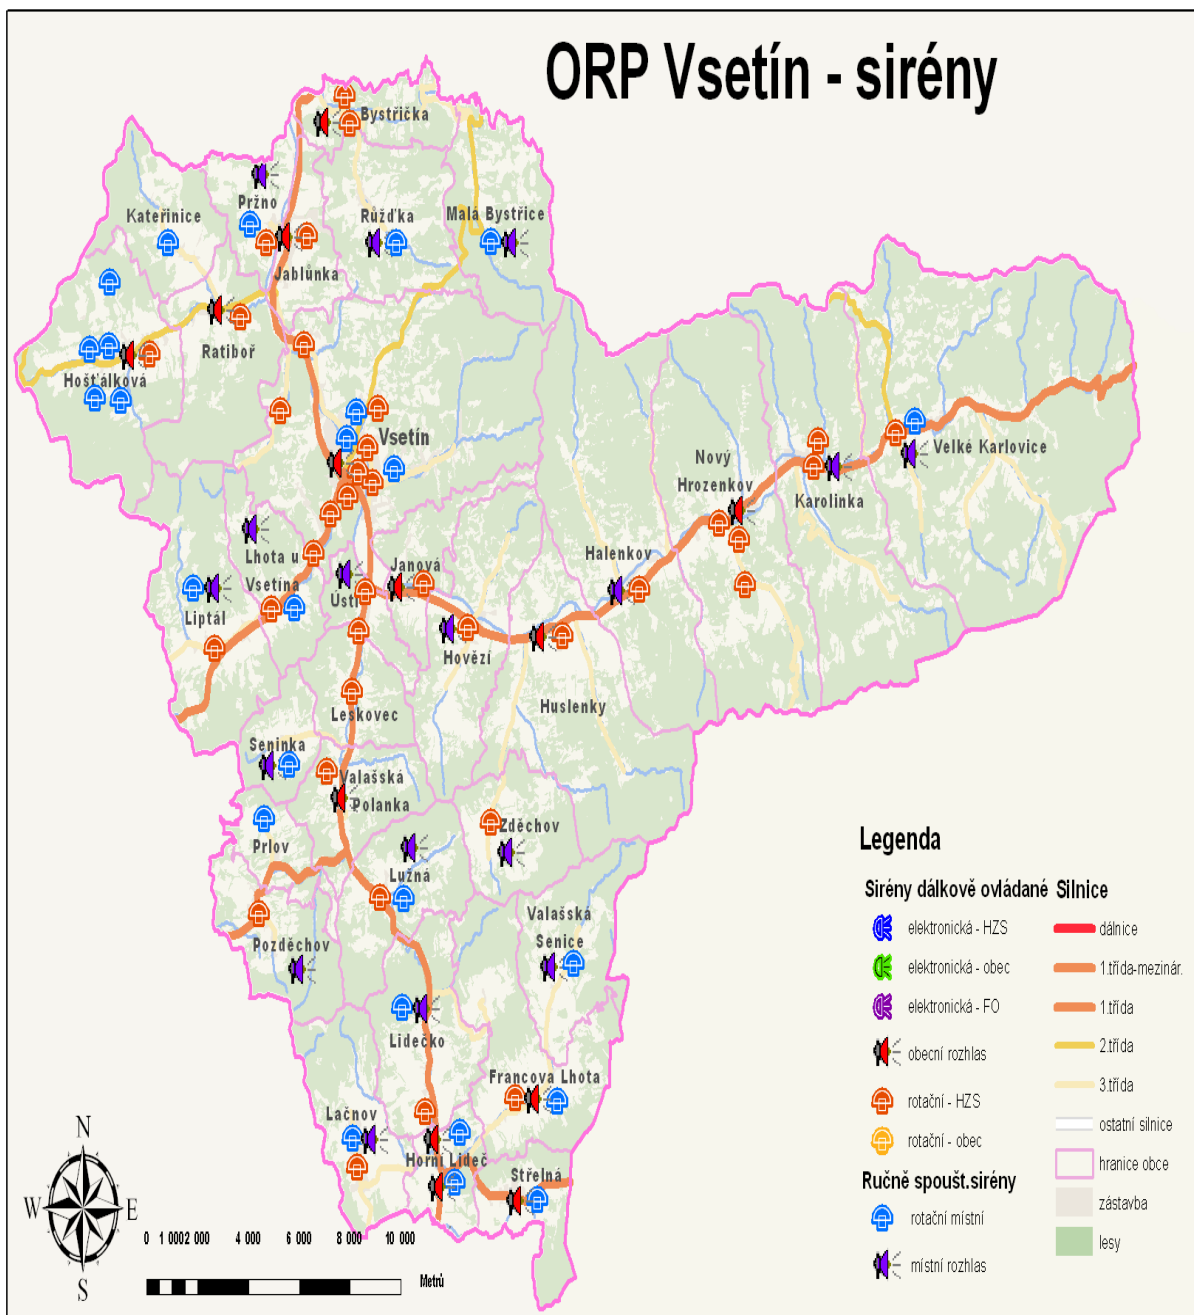 ORP Vsetín - sirény
Bystřička
Pržno
Kateřinice
Růžďka
Malá Bystřice
Jablůnka
Ratiboř
Hošťálková
Vsetín
Velké Karlovice
Nový
Hrozenkov
Karolinka
Lhota u
Vsetína
Halenkov
Janová
Ústí
Liptál
Hovězí
Huslenky
Leskovec
Seninka
Valašská
Polanka
Zděchov
Prlov
Lužná
Valašská
Senice
Pozděchov
Lidečko
Francova Lhota
Lačnov
Horní Lideč
Střelná
Legenda
Sirény dálkově ovládané
elektronická - HZS
elektronická - obec
elektronická - FO
obecní rozhlas
rotační - HZS
rotační - obec
Ručně spoušt.sirény
rotační místní
místní rozhlas
Silnice
dálnice
1.třída-mezinár.
1.třída
2.třída
3.třída
ostatní silnice
hranice obce
zástavba
lesy
N
W E
S
0 1 000 2 000 4 000 6 000 8 000 10 000
Metrů